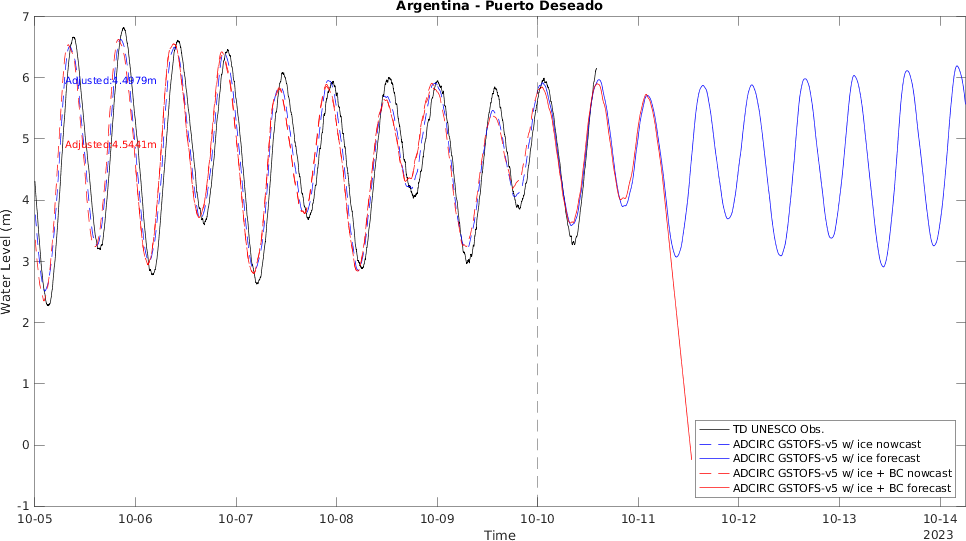 Argentina - Puerto Deseado
Water Level (m)
7
6
5
4
3
2
1
0
-1
Adjusted:4.4979m
Adjusted:4.5441m
TD UNESCO Obs.
ADCIRC GSTOFS-v5 w/ ice nowcast
ADCIRC GSTOFS-v5 w/ ice forecast
ADCIRC GSTOFS-v5 w/ ice + BC nowcast
ADCIRC GSTOFS-v5 w/ ice + BC forecast
10-05 10-06 10-07 10-08 10-09 10-10 10-11 10-12 10-13 10-14
2023
Time